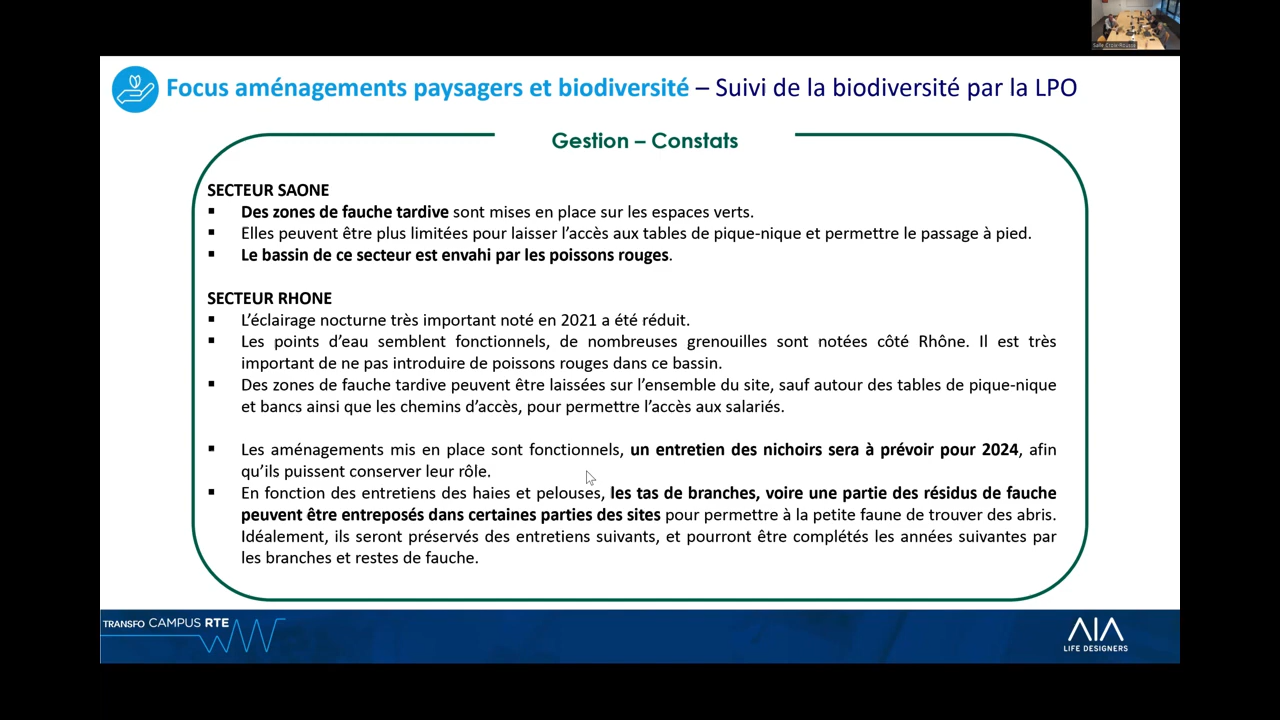 Salle Croix-Rousse
Focus aménagements paysagers et biodiversité – Suivi de la biodiversité par la LPO
Gestion – Constats
SECTEUR SAONE
▪ Des zones de fauche tardive sont mises en place sur les espaces verts.
▪ Elles peuvent être plus limitées pour laisser l’accès aux tables de pique-nique et permettre le passage à pied.
▪ Le bassin de ce secteur est envahi par les poissons rouges.
SECTEUR RHONE
▪ L’éclairage nocturne très important noté en 2021 a été réduit.
▪ Les points d’eau semblent fonctionnels, de nombreuses grenouilles sont notées côté Rhône. Il est très
important de ne pas introduire de poissons rouges dans ce bassin.
▪ Des zones de fauche tardive peuvent être laissées sur l’ensemble du site, sauf autour des tables de pique-nique
et bancs ainsi que les chemins d’accès, pour permettre l’accès aux salariés.
▪ Les aménagements mis en place sont fonctionnels, un entretien des nichoirs sera à prévoir pour 2024, afin
qu’ils puissent conserver leur rôle.
▪ En fonction des entretiens des haies et pelouses, les tas de branches, voire une partie des résidus de fauche
peuvent être entreposés dans certaines parties des sites pour permettre à la petite faune de trouver des abris.
Idéalement, ils seront préservés des entretiens suivants, et pourront être complétés les années suivantes par
les branches et restes de fauche.
TRANSFO CAMPUS RTE
AIA
LIFE DESIGNERS